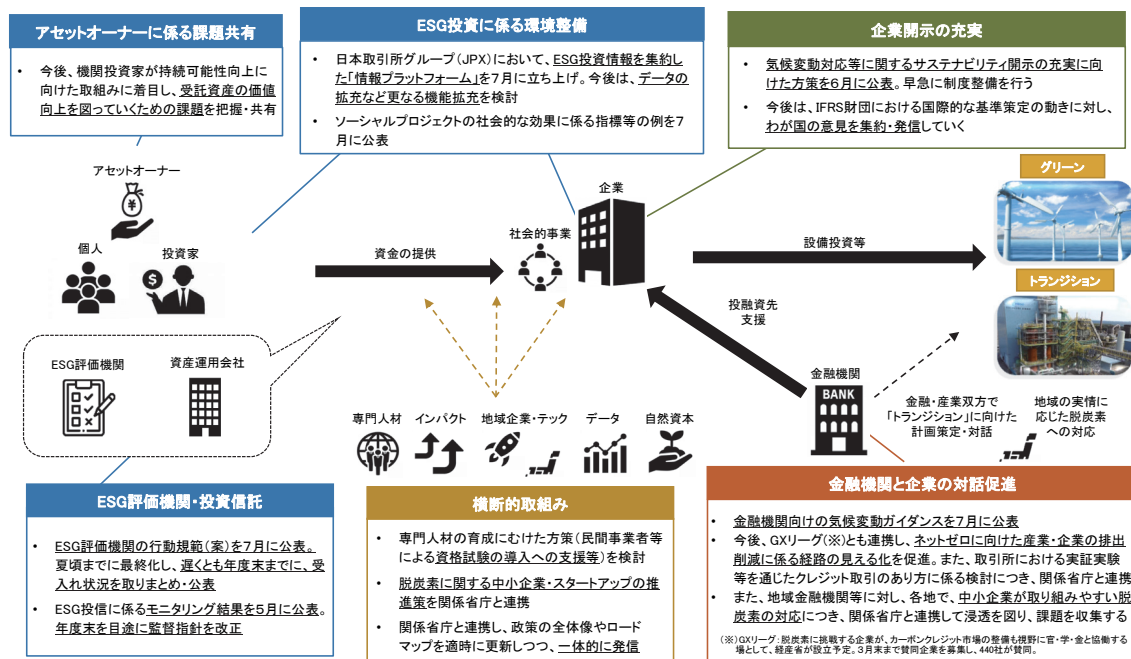 アセットオーナーに係る課題共有
• 今後、機関投資家が持続可能性向上に
向けた取組みに着目し、受託資産の価値
向上を図っていくための課題を把握・共有
ESG投資に係る環境整備
• 日本取引所グループ(JPX)において、ESG投資情報を集約し
た「情報プラットフォーム」を7月に立ち上げ。今後は、データの
拡充など更なる機能拡充を検討
• ソーシャルプロジェクトの社会的な効果に係る指標等の例を7
月に公表
企業開示の充実
• 気候変動対応等に関するサステナビリティ開示の充実に向
けた方策を6月に公表。早急に制度整備を行う
• 今後は、IFRS財団における国際的な基準策定の動きに対し、
わが国の意見を集約・発信していく
アセットオーナー
個人
投資家
資金の提供
社会的事業
企業
設備投資等
グリーン
トランジション
投融資先
支援
ESG評価機関
資産運用会社
専門人材
インパクト
地域企業・テック
データ
自然資本
金融機関
BANK
金融・産業双方で
「トランジション」に向けた
計画策定・対話
地域の実情に
応じた脱炭素
への対応
ESG評価機関・投資信託
• ESG評価機関の行動規範(案)を7月に公表。
夏頃までに最終化し、遅くとも年度末までに、受
入れ状況を取りまとめ・公表
• ESG投信に係るモニタリング結果を5月に公表。
年度末を目途に監督指針を改正
横断的取組み
• 専門人材の育成にむけた方策(民間事業者等
による資格試験の導入への支援等)を検討
• 脱炭素に関する中小企業・スタートアップの推
進策を関係省庁と連携
• 関係省庁と連携し、政策の全体像やロード
マップを適時に更新しつつ、一体的に発信
金融機関と企業の対話促進
• 金融機関向けの気候変動ガイダンスを7月に公表
• 今後、GXリーグ(※)とも連携し、ネットゼロに向けた産業・企業の排出
削減に係る経路の見える化を促進。また、取引所における実証実験
等を通じたクレジット取引のあり方に係る検討につき、関係省庁と連携
• また、地域金融機関等に対し、各地で、中小企業が取り組みやすい脱
炭素の対応につき、関係省庁と連携して浸透を図り、課題を収集する
(※)GXリーグ:脱炭素に挑戦する企業が、カーボンクレジット市場の整備も視野に官・学・金と協働する
場として、経産省が設立予定。3月末まで賛同企業を募集し、440社が賛同。